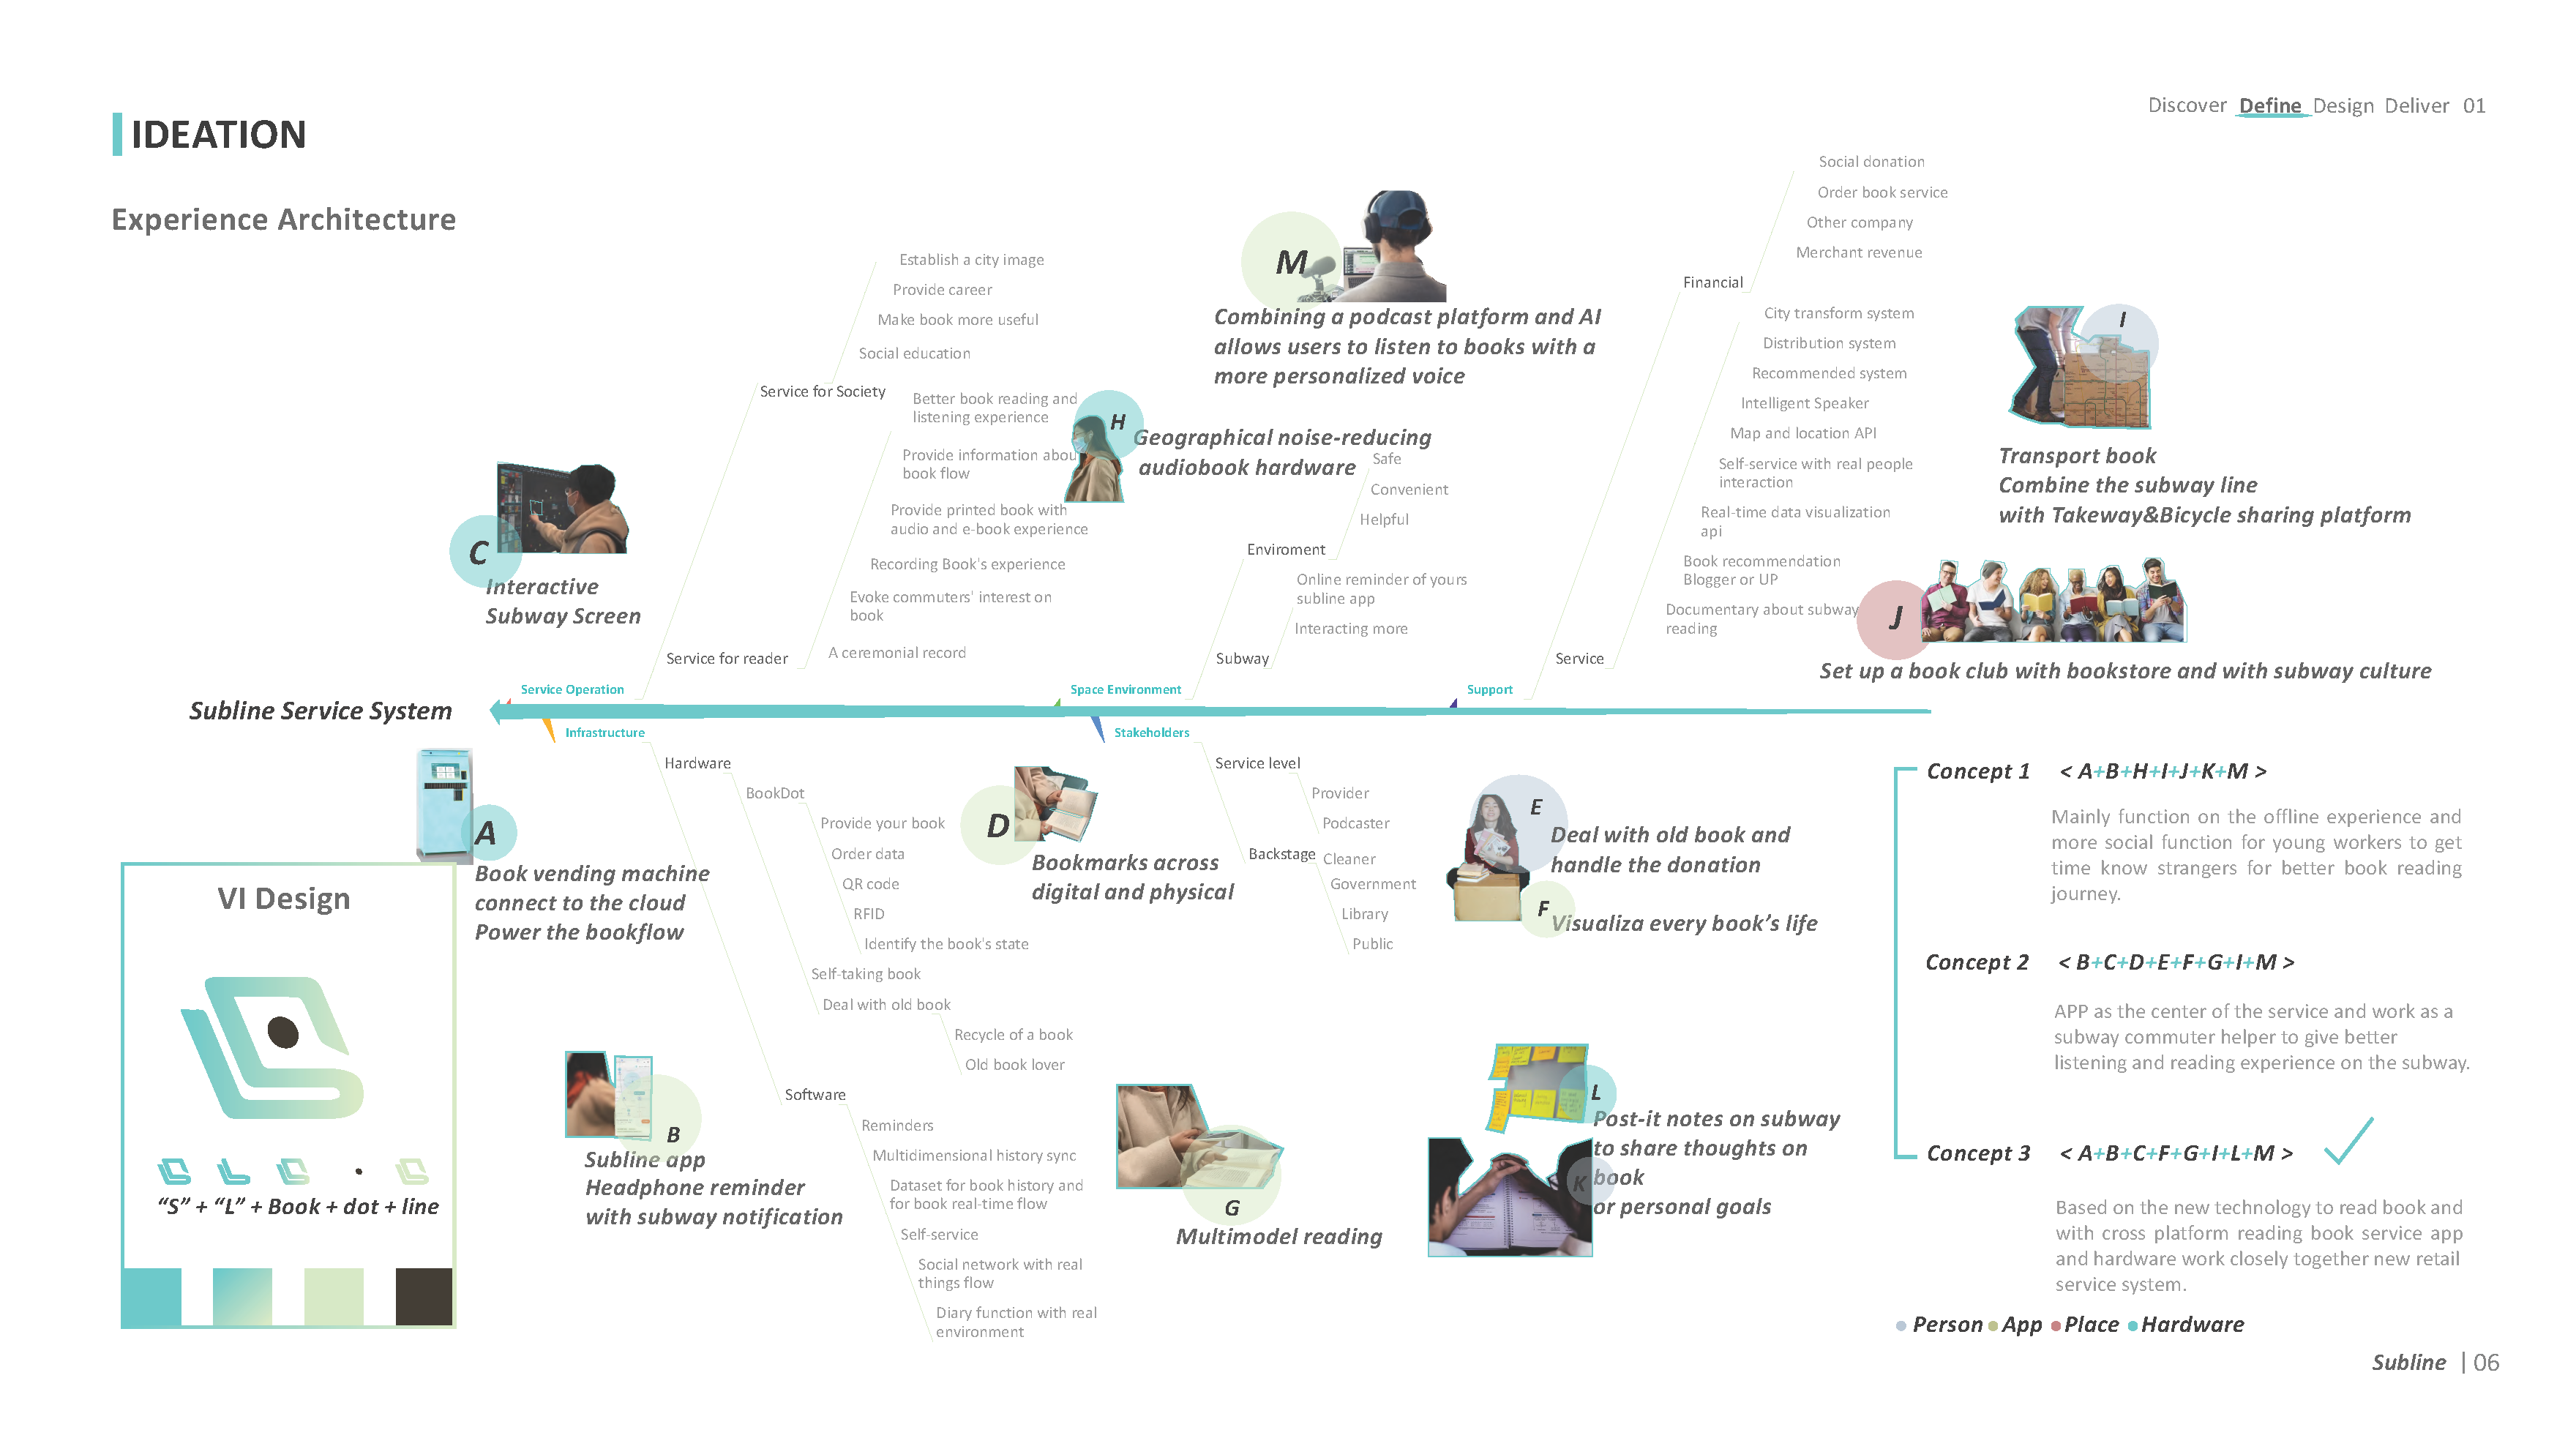 Discover Define Design Deliver 01
IDEATION
Experience Architecture
Social donation
Order book service
Other company
Merchant revenue
Financial
City transform system
Distribution system
Recommended system
Intelligent Speaker
Map and location API
Self-service with real people
interaction
Real-time data visualization
api
Book recommendation
Blogger or UP
Documentary about subway
reading
Service
Establish a city image
Provide career
Make book more useful
Social education
Service for Society
Better book reading and
listening experience
Provide information abou
book flow
Provide printed book with
audio and e-book experience
Recording Book's experience
Evoke commuters' interest on
book
A ceremonial record
Service for reader
M
Combining a podcast platform and AI
allows users to listen to books with a
more personalized voice
H
Geographical noise-reducing
audiobook hardware
Safe
Convenient
Helpful
Enviroment
Online reminder of yours
subline app
Interacting more
Subway
I
Transport book
Combine the subway line
with Takeway&Bicycle sharing platform
J
Set up a book club with bookstore and with subway culture
C
Interactive
Subway Screen
Service Operation
Space Environment
Support
Subline Service System
Infrastructure
Stakeholders
Hardware
BookDot
Provide your book
Order data
QR code
RFID
Identify the book's state
Self-taking book
Deal with old book
Recycle of a book
Old book lover
Software
Reminders
Multidimensional history sync
Dataset for book history and
for book real-time flow
Self-service
Social network with real
things flow
Diary function with real
environment
Service level
Provider
Podcaster
Backstage
Cleaner
Government
Library
Public
A
Book vending machine
connect to the cloud
Power the bookflow
D
Bookmarks across
digital and physical
E
Deal with old book and
handle the donation
F
Visualiza every book’s life
B
Subline app
Headphone reminder
with subway notification
G
Multimodel reading
L
Post-it notes on subway
to share thoughts on
K book
or personal goals
VI Design
“S” + “L” + Book + dot + line
Concept 1 < A+B+H+I+J+K+M >
Mainly function on the offline experience and
more social function for young workers to get
time know strangers for better book reading
journey.
Concept 2 < B+C+D+E+F+G+I+M >
APP as the center of the service and work as a
subway commuter helper to give better
listening and reading experience on the subway.
Concept 3 < A+B+C+F+G+I+L+M >
Based on the new technology to read book and
with cross platform reading book service app
and hardware work closely together new retail
service system.
Person App Place Hardware
Subline | 06